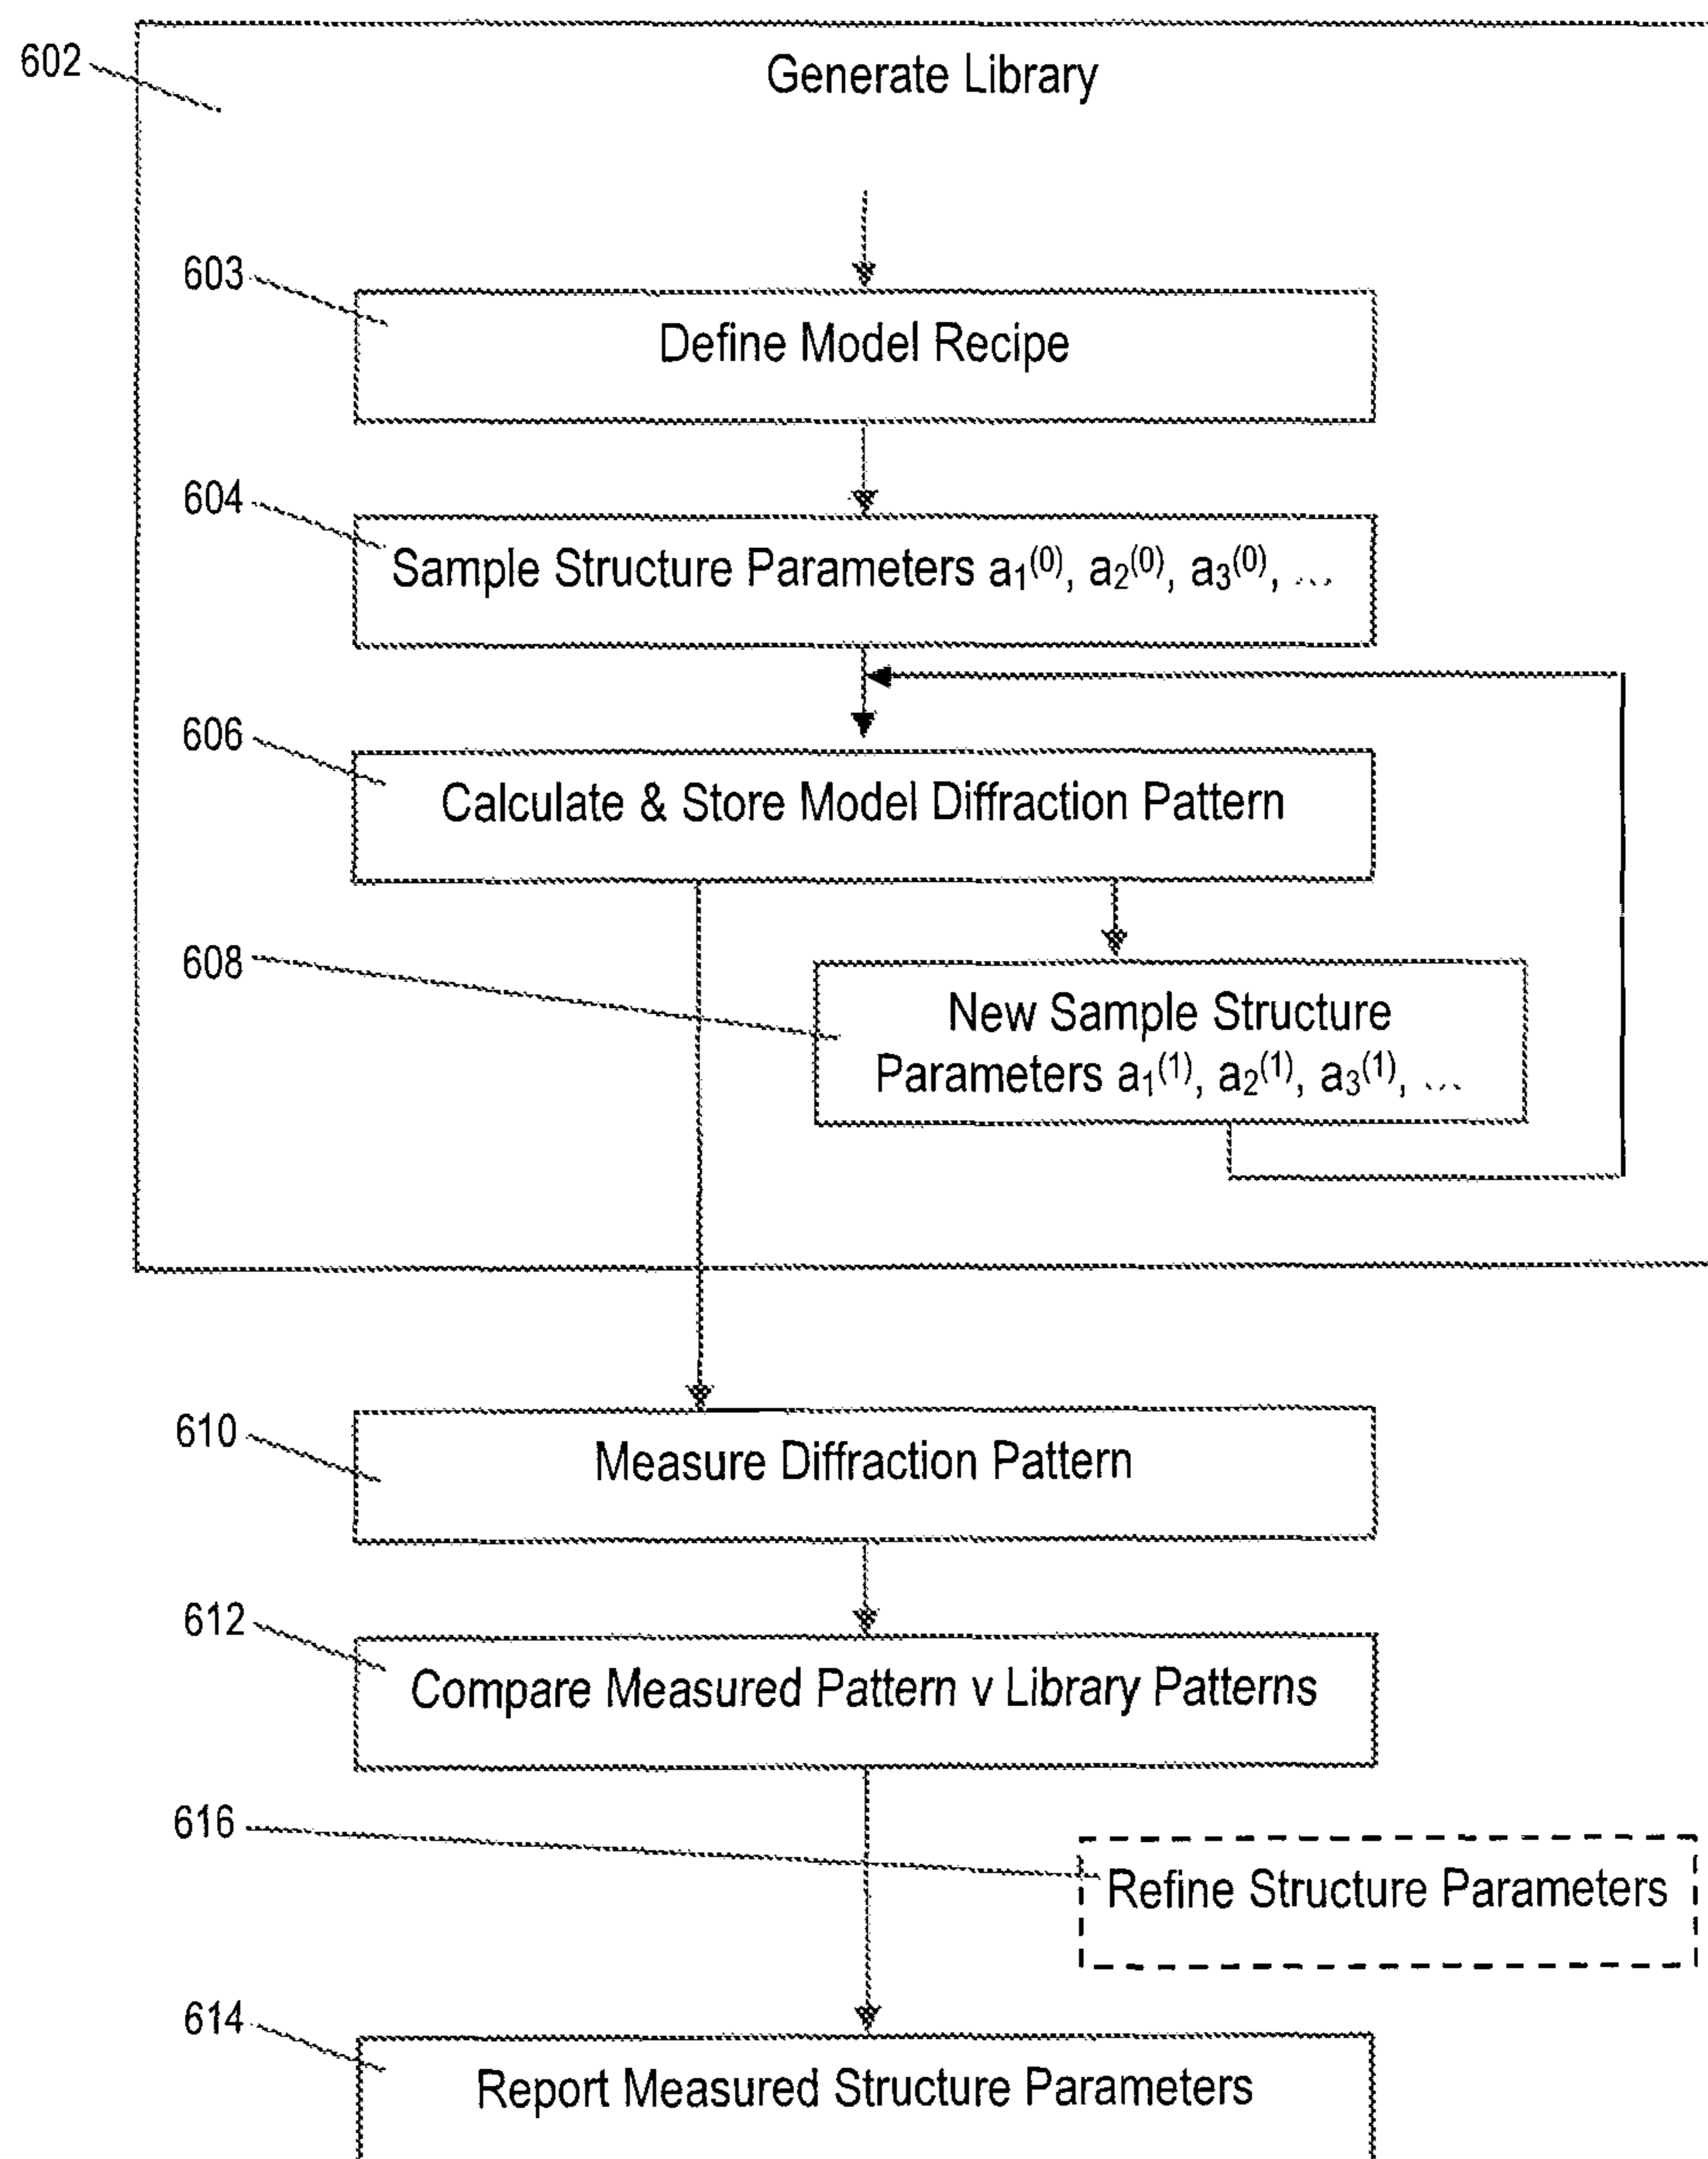 602
Generate Library
603
Define Model Recipe
604
Sample Structure Parameters a₁⁽⁰⁾, a₂⁽⁰⁾, a₃⁽⁰⁾, ...
606
Calculate & Store Model Diffraction Pattern
608
New Sample Structure
Parameters a₁⁽¹⁾, a₂⁽¹⁾, a₃⁽¹⁾, ...
610
Measure Diffraction Pattern
612
Compare Measured Pattern v Library Patterns
616
Refine Structure Parameters
614
Report Measured Structure Parameters